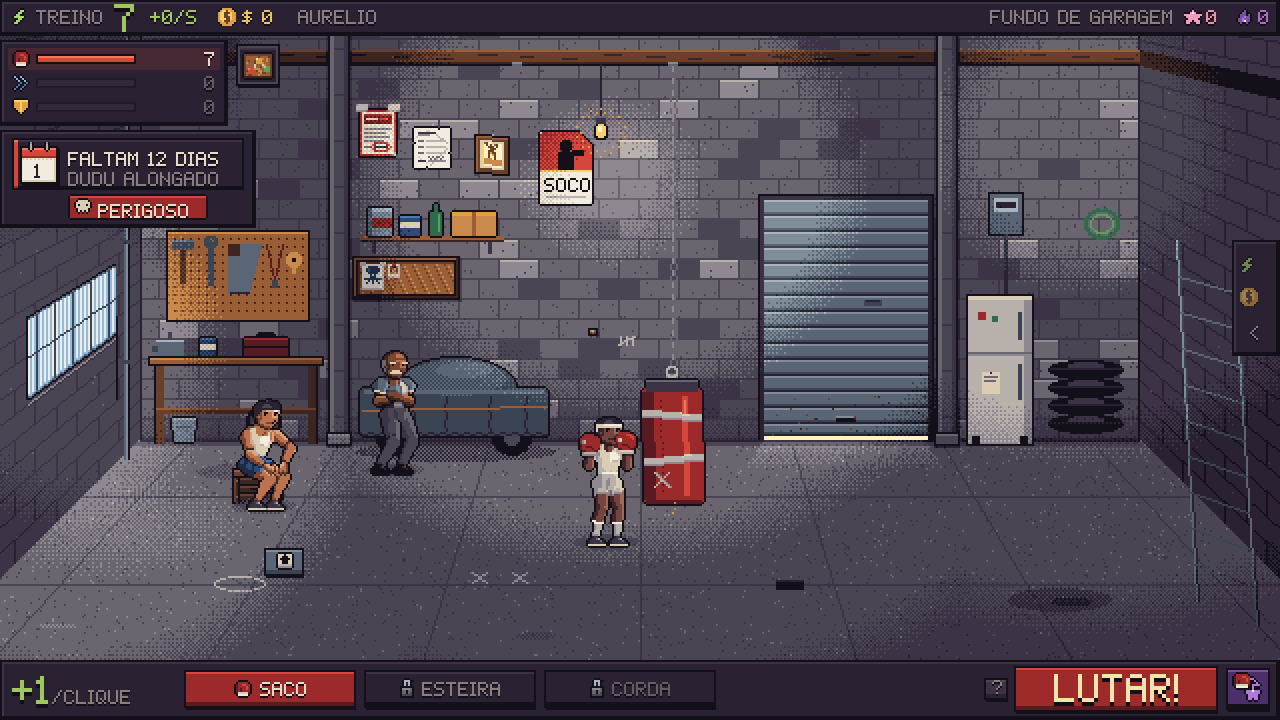 TREINO 7 +0/S $ 0 AURELIO
FUNDO DE GARAGEM 0 0
7
0
0
1
FALTAM 12 DIAS
DUDU ALONGADO
PERIGOSO
SOCO
+1/CLIQUE
SACO
ESTEIRA
CORDA
?
LUTAR!